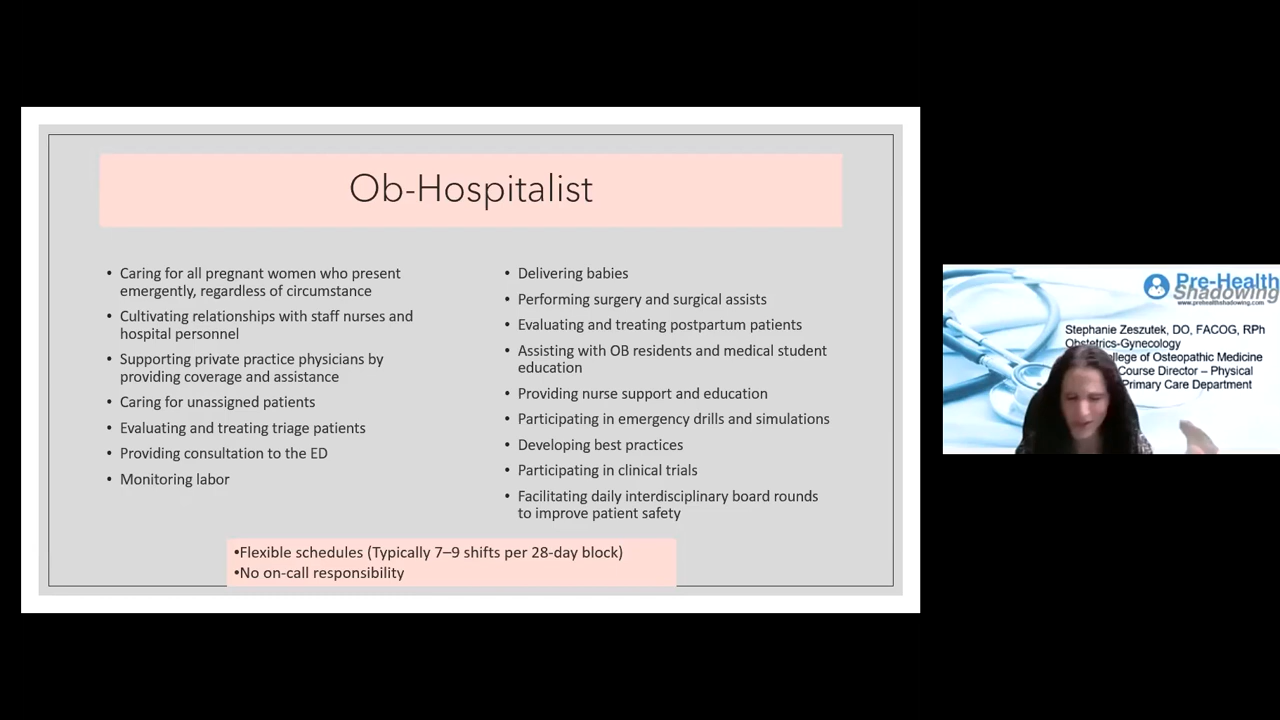 Ob-Hospitalist
• Caring for all pregnant women who present
emergently, regardless of circumstance
• Cultivating relationships with staff nurses and
hospital personnel
• Supporting private practice physicians by
providing coverage and assistance
• Caring for unassigned patients
• Evaluating and treating triage patients
• Providing consultation to the ED
• Monitoring labor
• Delivering babies
• Performing surgery and surgical assists
• Evaluating and treating postpartum patients
• Assisting with OB residents and medical student
education
• Providing nurse support and education
• Participating in emergency drills and simulations
• Developing best practices
• Participating in clinical trials
• Facilitating daily interdisciplinary board rounds
to improve patient safety
•Flexible schedules (Typically 7–9 shifts per 28-day block)
•No on-call responsibility
Pre-Health
Shadowing
www.prehealthshadowing.com
Stephanie Zeszutek, DO, FACOG, RPh
Obstetrics-Gynecology
College of Osteopathic Medicine
Course Director – Physical
Primary Care Department